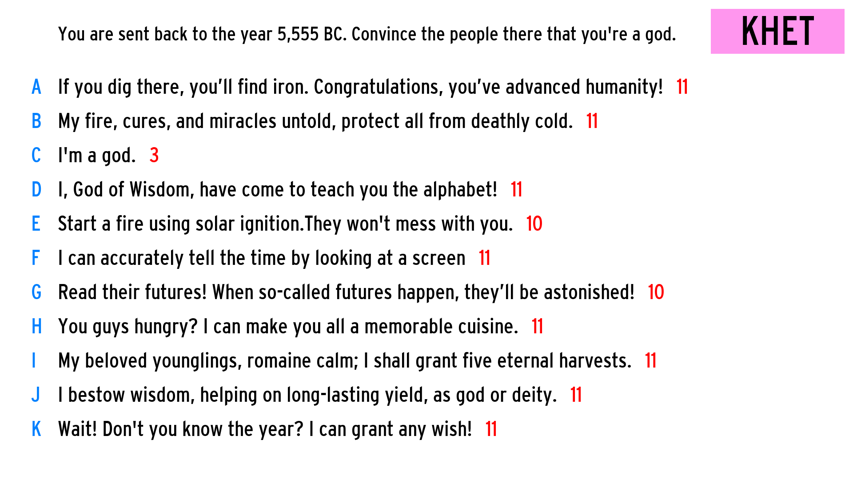 You are sent back to the year 5,555 BC. Convince the people there that you're a god.
KHET
A If you dig there, you’ll find iron. Congratulations, you’ve advanced humanity! 11
B My fire, cures, and miracles untold, protect all from deathly cold. 11
C I'm a god. 3
D I, God of Wisdom, have come to teach you the alphabet! 11
E Start a fire using solar ignition.They won't mess with you. 10
F I can accurately tell the time by looking at a screen 11
G Read their futures! When so-called futures happen, they’ll be astonished! 10
H You guys hungry? I can make you all a memorable cuisine. 11
I My beloved younglings, romaine calm; I shall grant five eternal harvests. 11
J I bestow wisdom, helping on long-lasting yield, as god or deity. 11
K Wait! Don't you know the year? I can grant any wish! 11